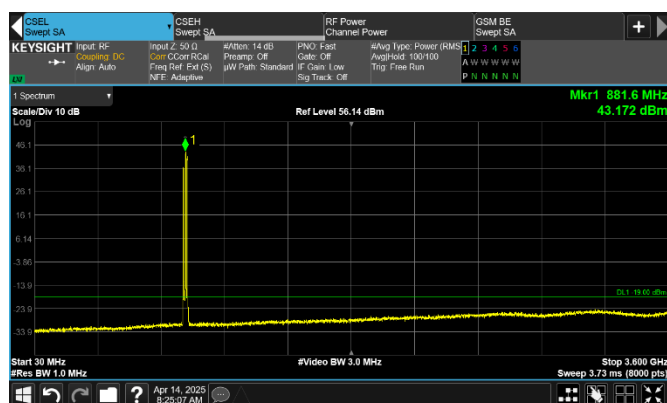 CSEL
Swept SA
CSEH
Swept SA
RF Power
Channel Power
GSM BE
Swept SA
KEYSIGHT
Input: RF
Coupling: DC
Align: Auto
Input Z: 50 Ω
Corr CCorr RCal
Freq Ref: Ext (S)
NFE: Adaptive
#Atten: 14 dB
Preamp: Off
µW Path: Standard
PNO: Fast
Gate: Off
IF Gain: Low
Sig Track: Off
#Avg Type: Power (RMS)
Avg|Hold: 100/100
Trig: Free Run
1 2 3 4 5 6
A W W W W W
P N N N N N
1 Spectrum
Scale/Div 10 dB
Log
Ref Level 56.14 dBm
Mkr1 881.6 MHz
43.172 dBm
46.1
36.1
26.1
16.1
6.14
-3.86
-13.9
-23.9
-33.9
1
DL1 -19.00 dBm
Start 30 MHz
#Res BW 1.0 MHz
#Video BW 3.0 MHz
Stop 3.600 GHz
Sweep 3.73 ms (8000 pts)
?
Apr 14, 2025
8:25:07 AM